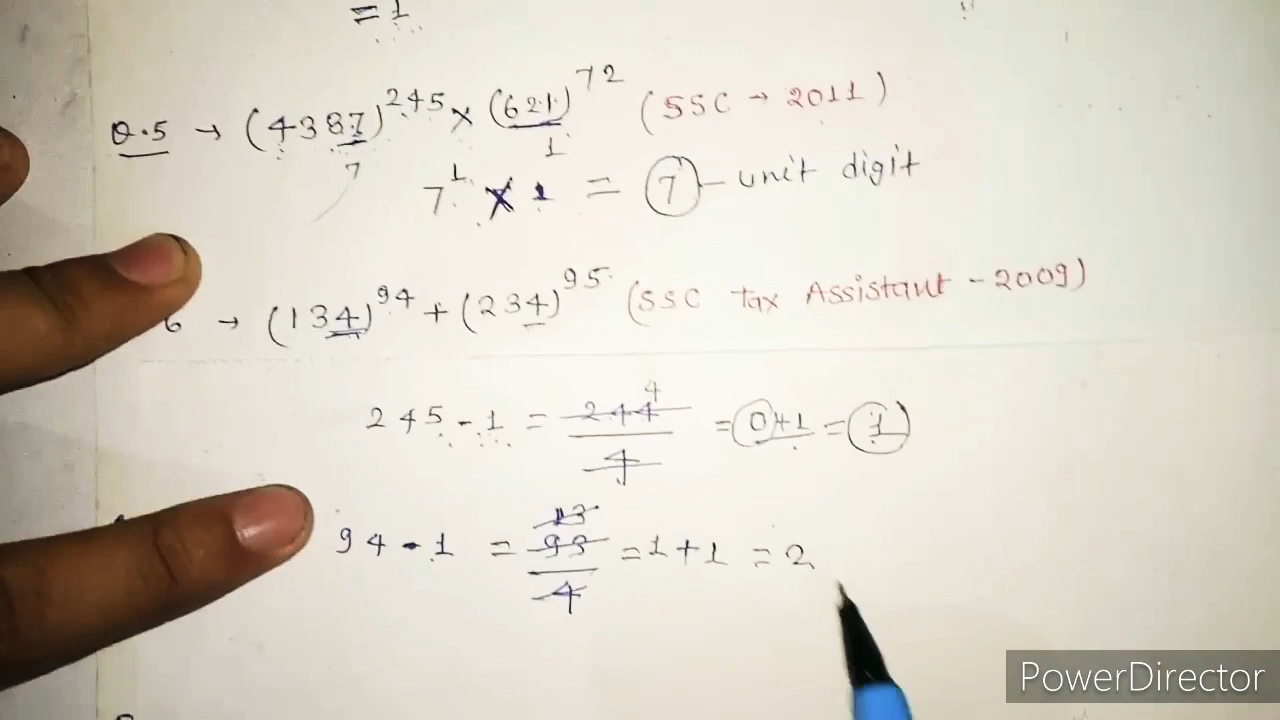 = 1
Q.5 → (4387)^245 × (621)^72 (SSC → 2011)
7 1
7^1 × 1 = 7 — unit digit
6 → (134)^94 + (234)^95 (SSC Tax Assistant - 2009)
245 - 1 = 244/4 = 0+1 = 1
4
13
94 - 1 = 93/4 = 1+1 = 2
PowerDirector